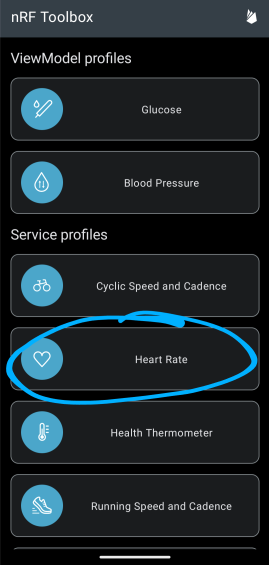 nRF Toolbox
ViewModel profiles
Glucose
Blood Pressure
Service profiles
Cyclic Speed and Cadence
Heart Rate
Health Thermometer
Running Speed and Cadence